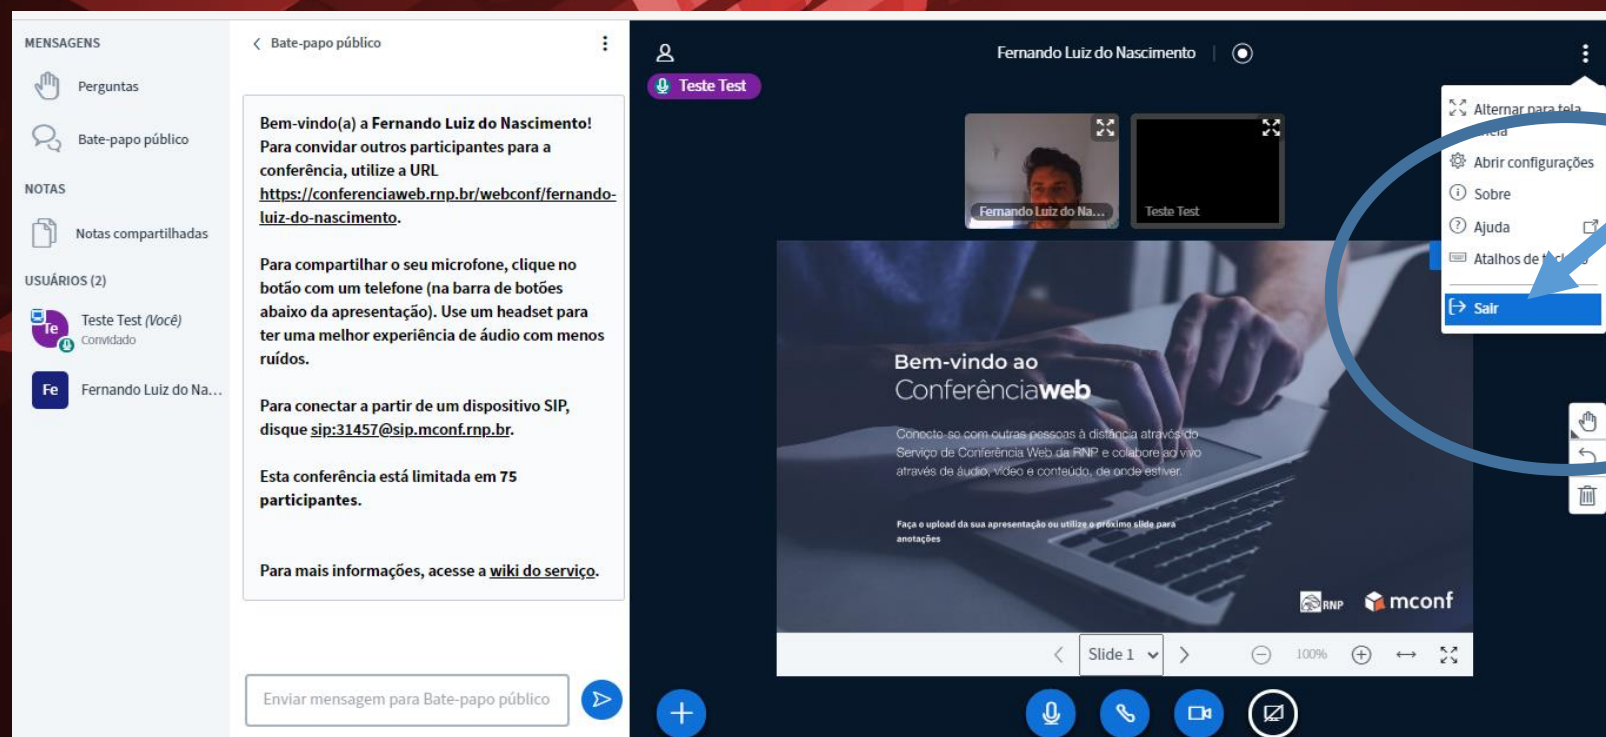 MENSAGENS
Perguntas
Bate-papo público
NOTAS
Notas compartilhadas
USUÁRIOS (2)
Te
Teste Test (Você)
Convidado
Fe
Fernando Luiz do Na...
Bate-papo público
Bem-vindo(a) a Fernando Luiz do Nascimento!
Para convidar outros participantes para a
conferência, utilize a URL
https://conferenciaweb.rnp.br/webconf/fernando-
luiz-do-nascimento.
Para compartilhar o seu microfone, clique no
botão com um telefone (na barra de botões
abaixo da apresentação). Use um headset para
ter uma melhor experiência de áudio com menos
ruídos.
Para conectar a partir de um dispositivo SIP,
disque sip:31457@sip.mconf.rnp.br.
Esta conferência está limitada em 75
participantes.
Para mais informações, acesse a wiki do serviço.
Enviar mensagem para Bate-papo público
Fernando Luiz do Nascimento
Teste Test
Fernando Luiz do Na...
Teste Test
Alternar para tela
Abrir configurações
Sobre
Ajuda
Atalhos de
Sair
Bem-vindo ao
Conferênciaweb
Conecte-se com outras pessoas à distância através do
Serviço de Conferência Web da RNP e colabore ao vivo
através de áudio, vídeo e conteúdo, de onde estiver.
Faça o upload da sua apresentação ou utilize o próximo slide para
anotações
RNP
mconf
Slide 1
100%